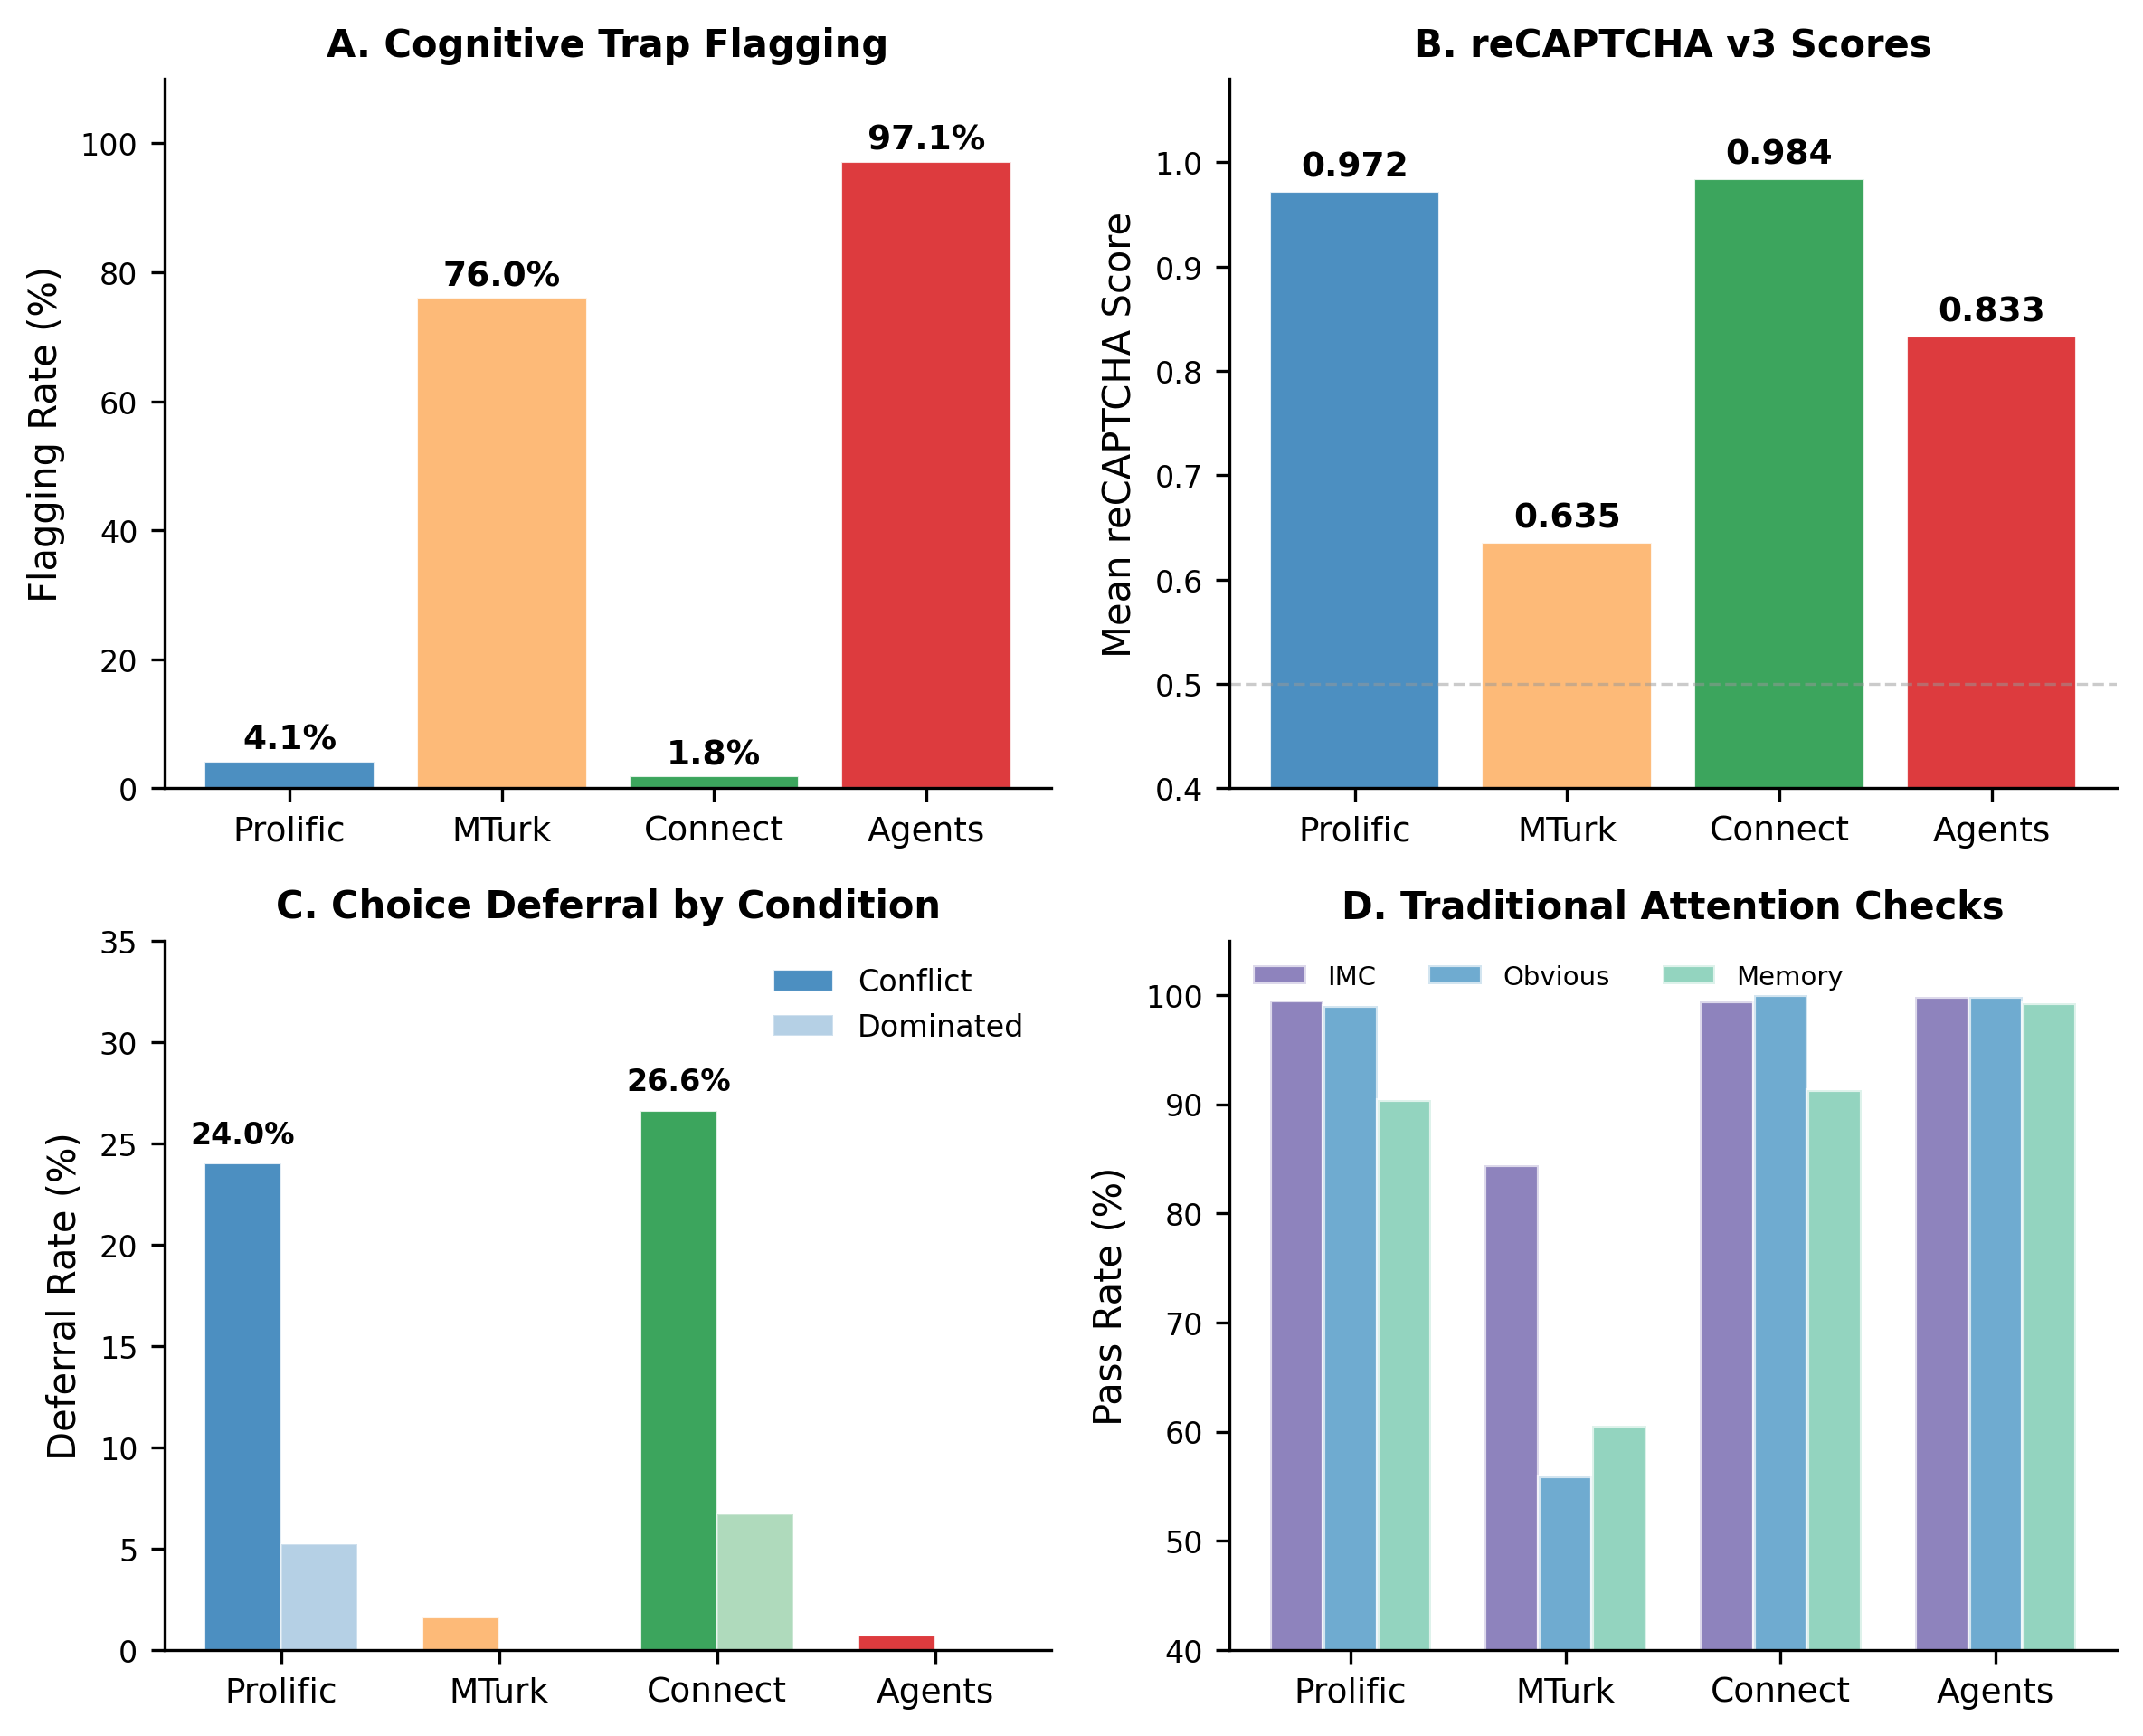 A. Cognitive Trap Flagging
Flagging Rate (%)
100
80
60
40
20
0
4.1%
76.0%
1.8%
97.1%
Prolific
MTurk
Connect
Agents
B. reCAPTCHA v3 Scores
Mean reCAPTCHA Score
1.0
0.9
0.8
0.7
0.6
0.5
0.4
0.972
0.635
0.984
0.833
Prolific
MTurk
Connect
Agents
C. Choice Deferral by Condition
Deferral Rate (%)
35
30
25
20
15
10
5
0
Conflict
Dominated
24.0%
26.6%
Prolific
MTurk
Connect
Agents
D. Traditional Attention Checks
Pass Rate (%)
100
90
80
70
60
50
40
IMC
Obvious
Memory
Prolific
MTurk
Connect
Agents